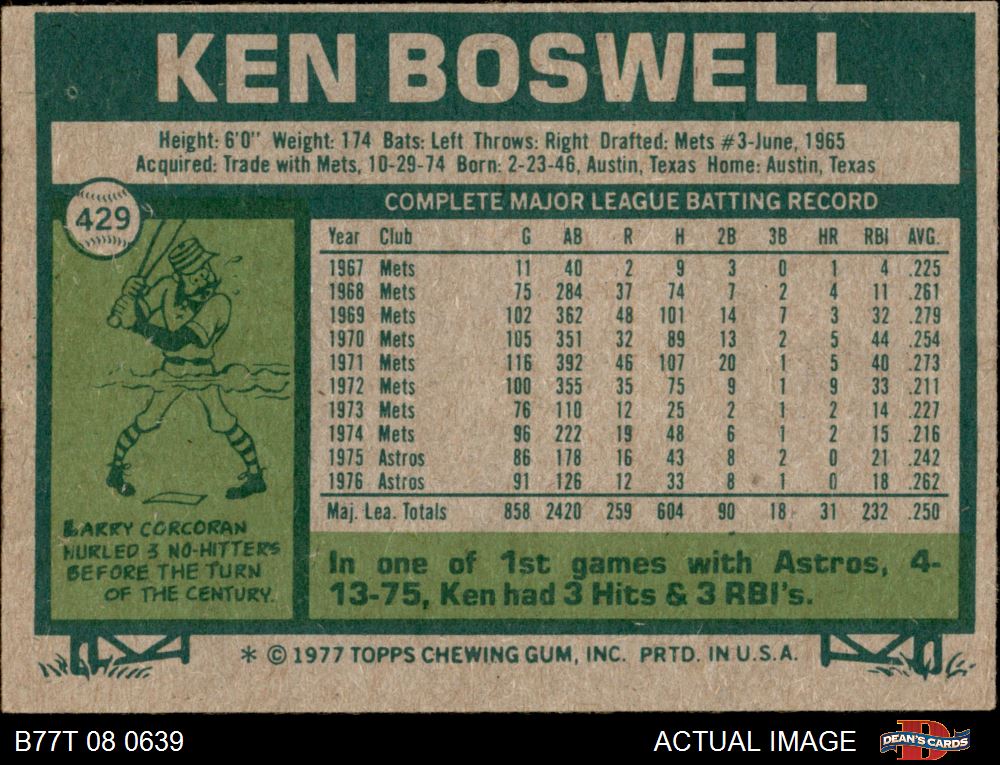 KEN BOSWELL
Height: 6'0" Weight: 174 Bats: Left Throws: Right Drafted: Mets #3-June, 1965
Acquired: Trade with Mets, 10-29-74 Born: 2-23-46, Austin, Texas Home: Austin, Texas
429
COMPLETE MAJOR LEAGUE BATTING RECORD
Year Club G AB R H 2B 3B HR RBI AVG.
1967 Mets 11 40 2 9 3 0 1 4 .225
1968 Mets 75 284 37 74 7 2 4 11 .261
1969 Mets 102 362 48 101 14 7 3 32 .279
1970 Mets 105 351 32 89 13 2 5 44 .254
1971 Mets 116 392 46 107 20 1 5 40 .273
1972 Mets 100 355 35 75 9 1 9 33 .211
1973 Mets 76 110 12 25 2 1 2 14 .227
1974 Mets 96 222 19 48 6 1 2 15 .216
1975 Astros 86 178 16 43 8 2 0 21 .242
1976 Astros 91 126 12 33 8 1 0 18 .262
Maj. Lea. Totals 858 2420 259 604 90 18 31 232 .250
LARRY CORCORAN
HURLED 3 NO-HITTERS
BEFORE THE TURN
OF THE CENTURY.
In one of 1st games with Astros, 4-
13-75, Ken had 3 Hits & 3 RBI's.
* © 1977 TOPPS CHEWING GUM, INC. PRTD. IN U.S.A.
B77T 08 0639
ACTUAL IMAGE
DEAN'S CARDS